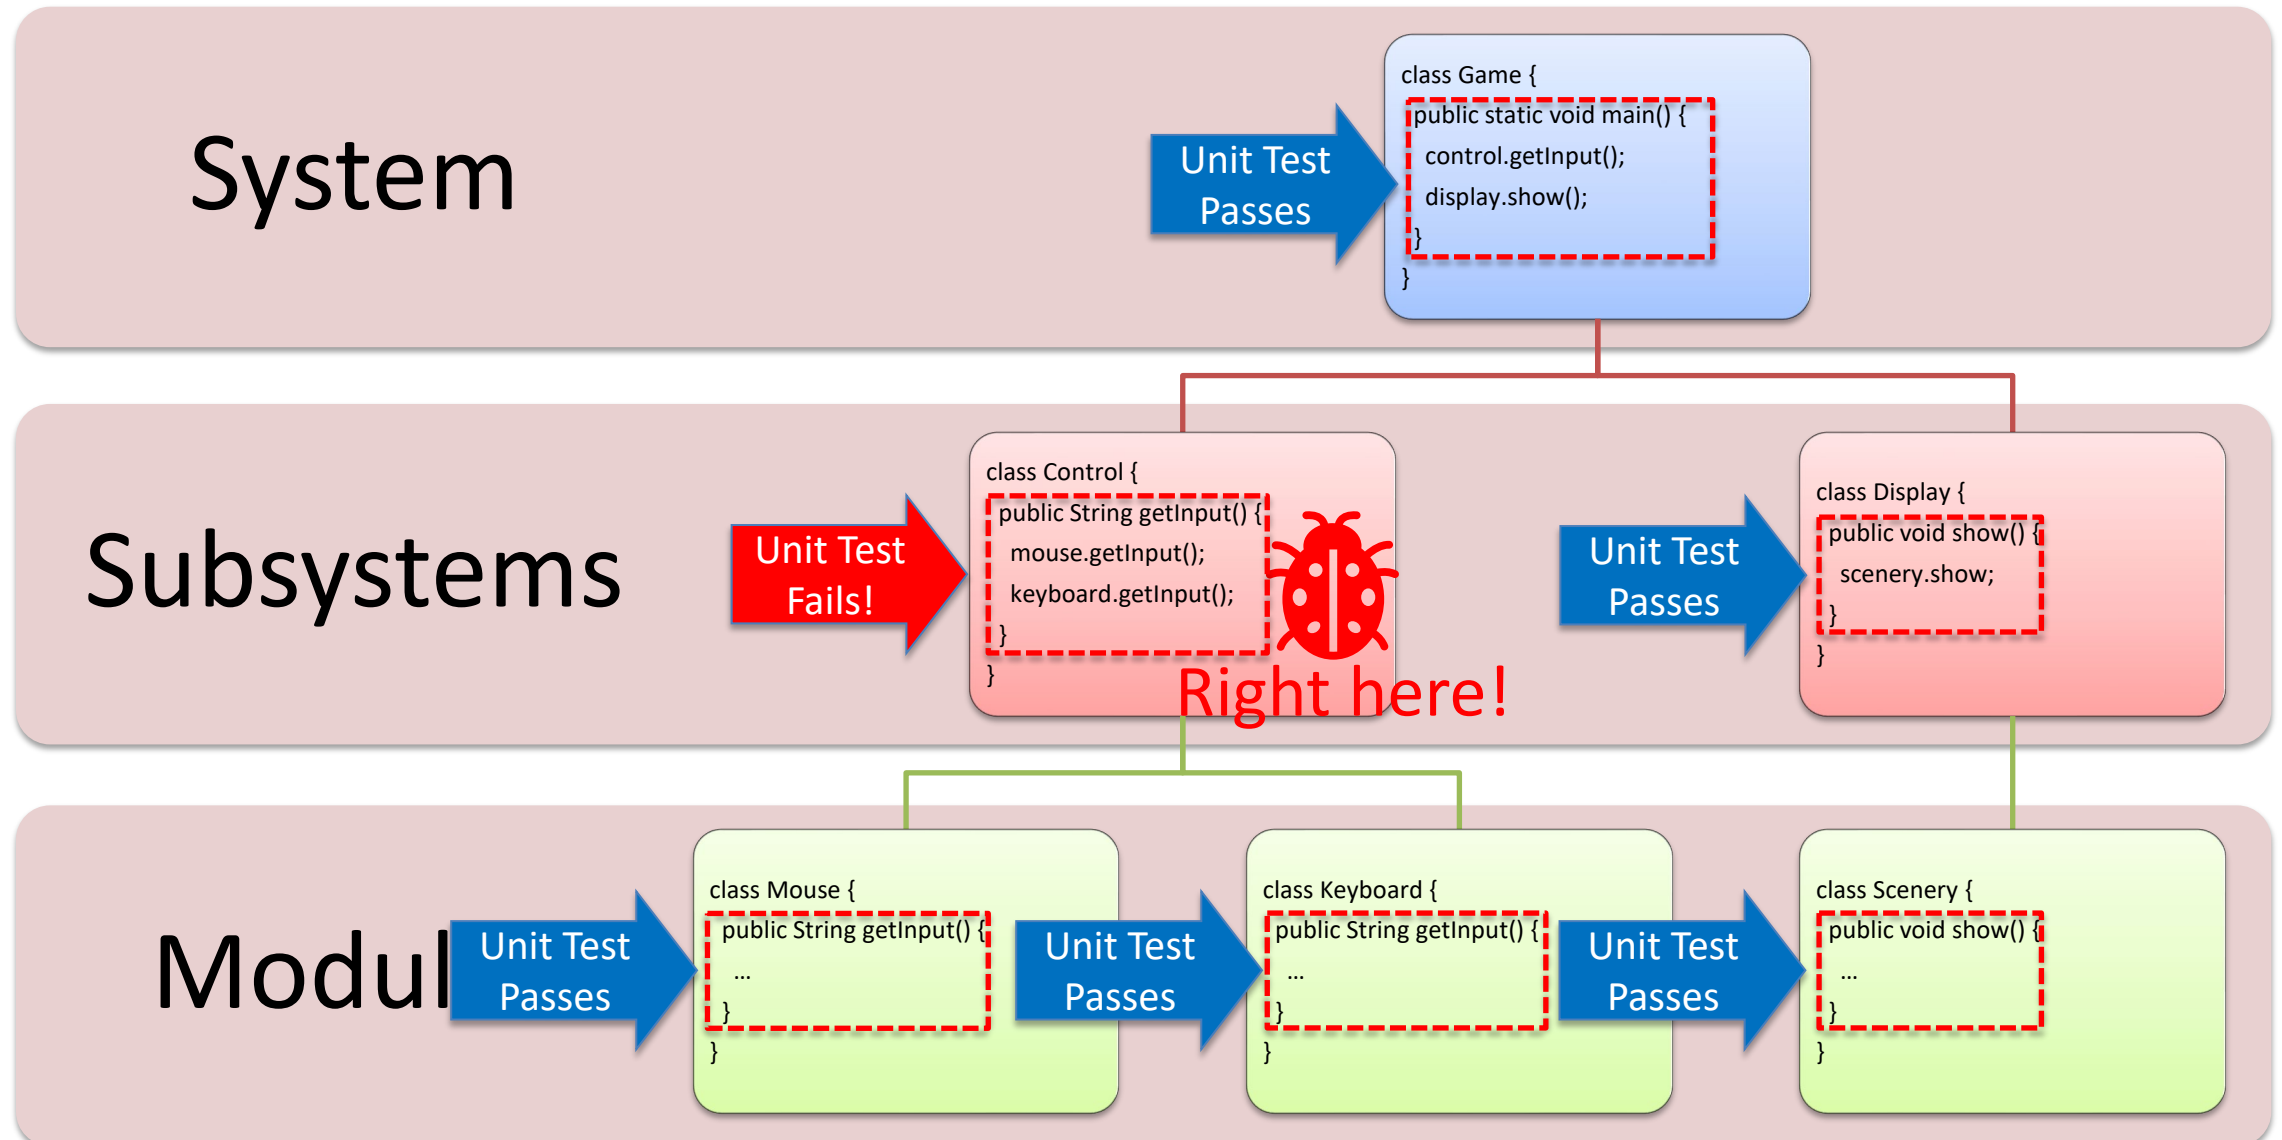 System
Unit Test
Passes
class Game {
public static void main() {
control.getInput();
display.show();
}
}
Subsystems
Unit Test
Fails!
class Control {
public String getInput() {
mouse.getInput();
keyboard.getInput();
}
}
Right here!
Unit Test
Passes
class Display {
public void show() {
scenery.show;
}
}
Modul
Unit Test
Passes
class Mouse {
public String getInput() {
...
}
}
Unit Test
Passes
class Keyboard {
public String getInput() {
...
}
}
Unit Test
Passes
class Scenery {
public void show() {
...
}
}